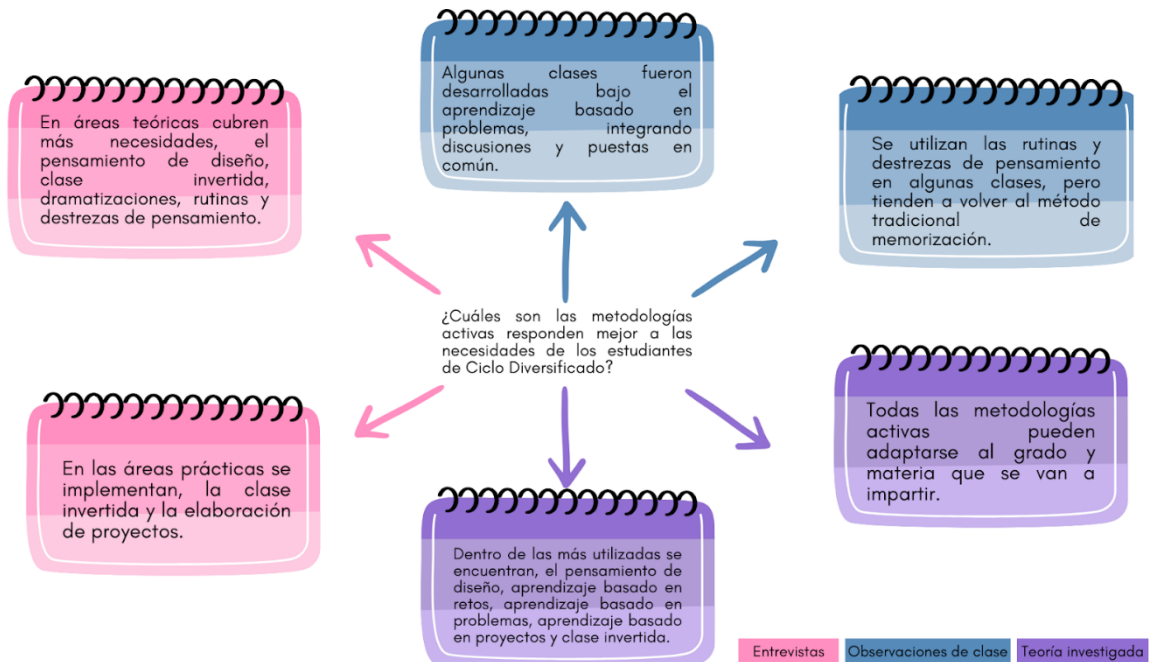 Algunas clases fueron
desarrolladas bajo el
aprendizaje basado en
problemas, integrando
discusiones y puestas en
común.
En áreas teóricas cubren
más necesidades, el
pensamiento de diseño,
clase invertida,
dramatizaciones, rutinas y
destrezas de pensamiento.
Se utilizan las rutinas y
destrezas de pensamiento
en algunas clases, pero
tienden a volver al método
tradicional de
memorización.
¿Cuáles son las metodologías
activas responden mejor a las
necesidades de los estudiantes
de Ciclo Diversificado?
En las áreas prácticas se
implementan, la clase
invertida y la elaboración
de proyectos.
Todas las metodologías
activas pueden
adaptarse al grado y
materia que se van a
impartir.
Dentro de las más utilizadas se
encuentran, el pensamiento de
diseño, aprendizaje basado en
retos, aprendizaje basado en
problemas, aprendizaje basado
en proyectos y clase invertida.
Entrevistas
Observaciones de clase
Teoría investigada